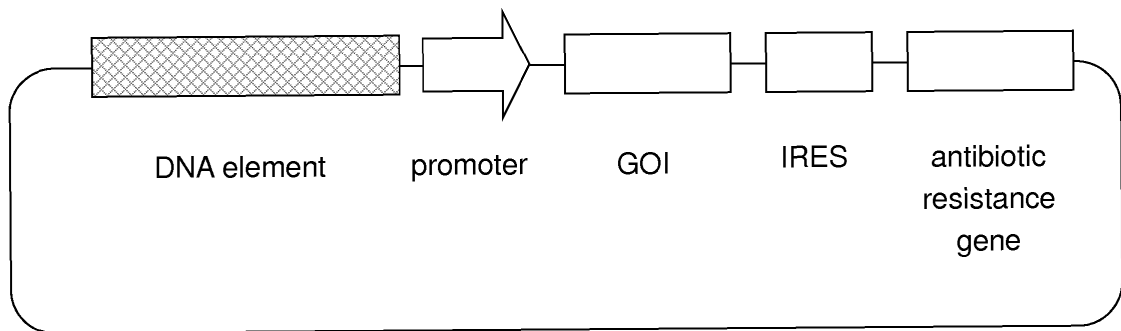 DNA element
promoter
GOI
IRES
antibiotic
resistance
gene